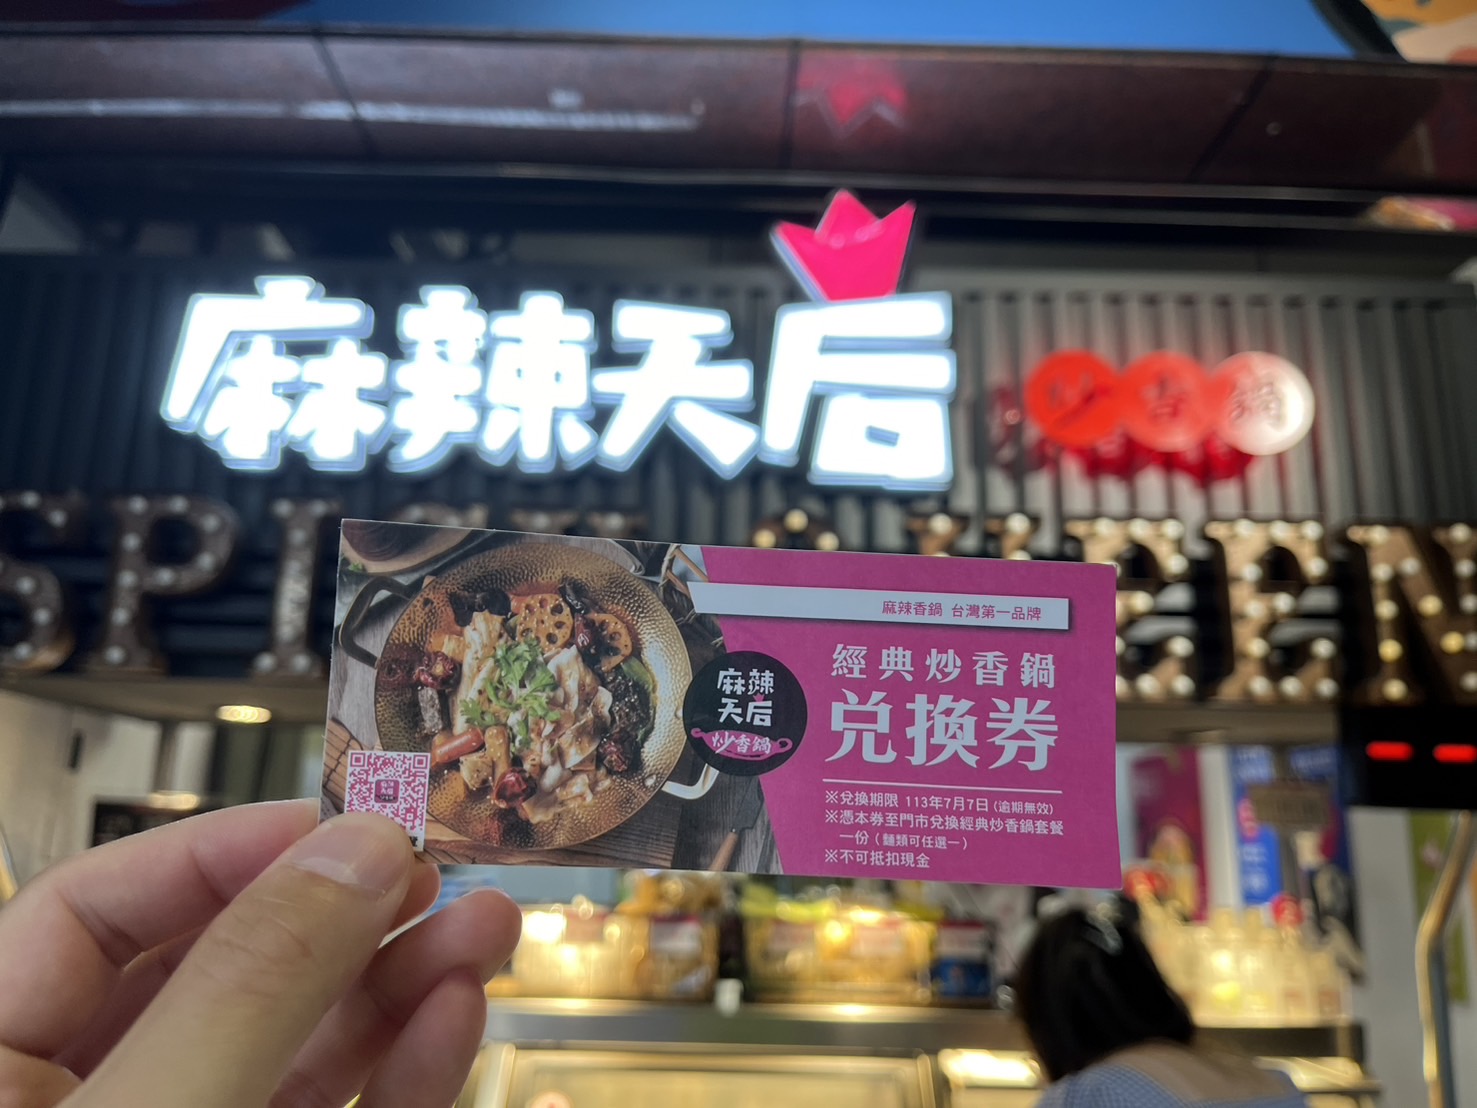 麻辣天后
炒香鍋
SPICY QUEEN
麻辣香鍋 台灣第一品牌
經典炒香鍋
兌換券
麻辣
天后
炒香鍋
※兌換期限 113年7月7日(逾期無效)
※憑本券至門市兌換經典炒香鍋套餐
一份(麵類可任選一)
※不可抵扣現金